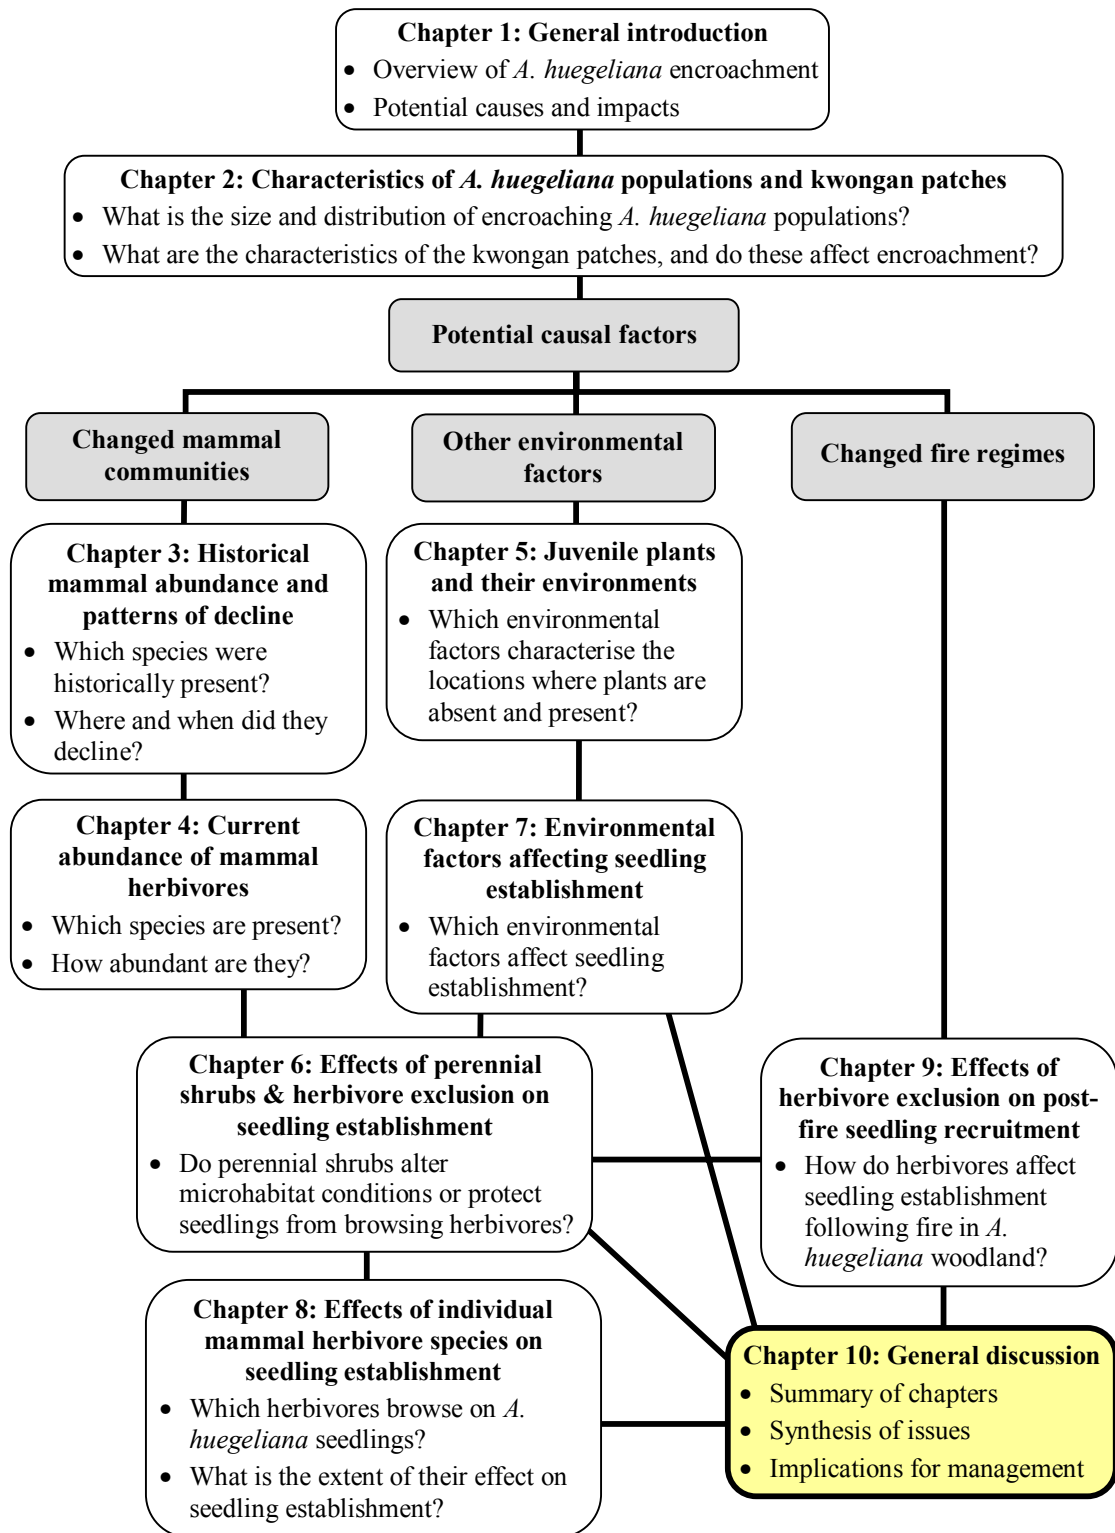 Chapter 1: General introduction
• Overview of A. huegeliana encroachment
• Potential causes and impacts
Chapter 2: Characteristics of A. huegeliana populations and kwongan patches
• What is the size and distribution of encroaching A. huegeliana populations?
• What are the characteristics of the kwongan patches, and do these affect encroachment?
Potential causal factors
Changed mammal
communities
Other environmental
factors
Changed fire regimes
Chapter 3: Historical
mammal abundance and
patterns of decline
• Which species were
historically present?
• Where and when did they
decline?
Chapter 5: Juvenile plants
and their environments
• Which environmental
factors characterise the
locations where plants are
absent and present?
Chapter 4: Current
abundance of mammal
herbivores
• Which species are present?
• How abundant are they?
Chapter 7: Environmental
factors affecting seedling
establishment
• Which environmental
factors affect seedling
establishment?
Chapter 6: Effects of perennial
shrubs & herbivore exclusion on
seedling establishment
• Do perennial shrubs alter
microhabitat conditions or protect
seedlings from browsing herbivores?
Chapter 9: Effects of
herbivore exclusion on post-
fire seedling recruitment
• How do herbivores affect
seedling establishment
following fire in A.
huegeliana woodland?
Chapter 8: Effects of individual
mammal herbivore species on
seedling establishment
• Which herbivores browse on A.
huegeliana seedlings?
• What is the extent of their effect on
seedling establishment?
Chapter 10: General discussion
• Summary of chapters
• Synthesis of issues
• Implications for management